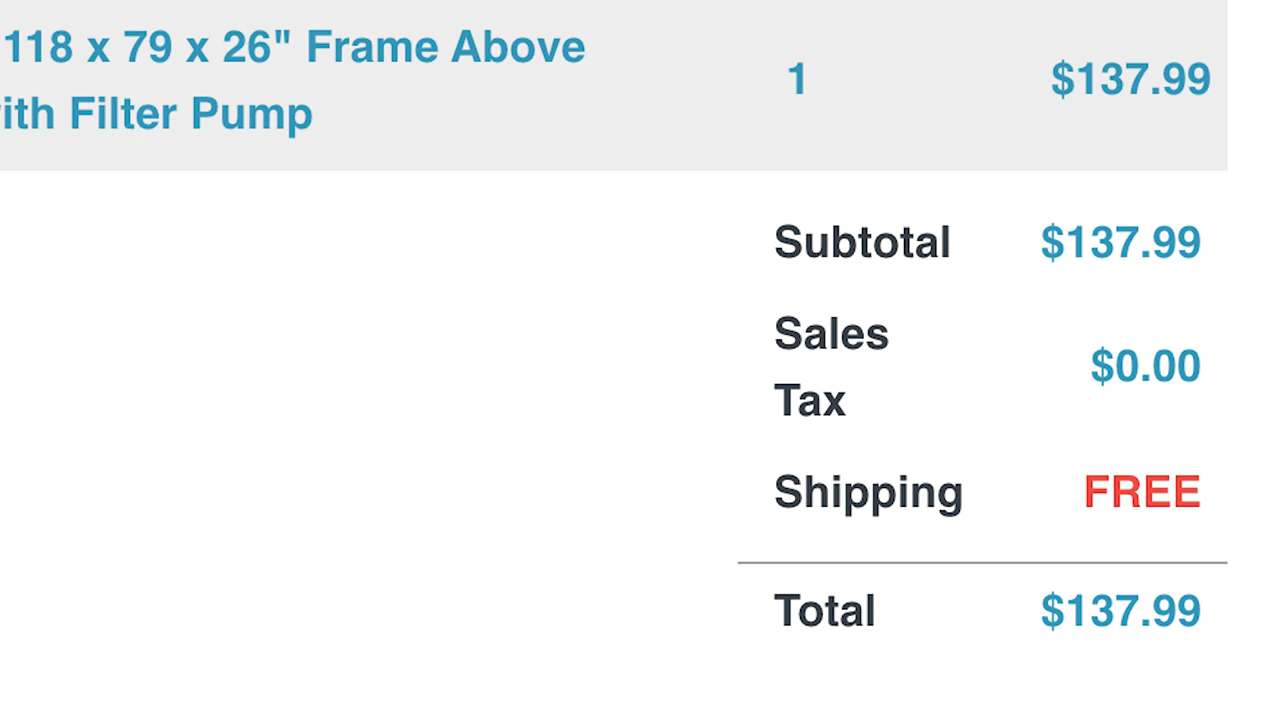 118 x 79 x 26" Frame Above
with Filter Pump
1
$137.99
Subtotal
$137.99
Sales
Tax
$0.00
Shipping
FREE
Total
$137.99